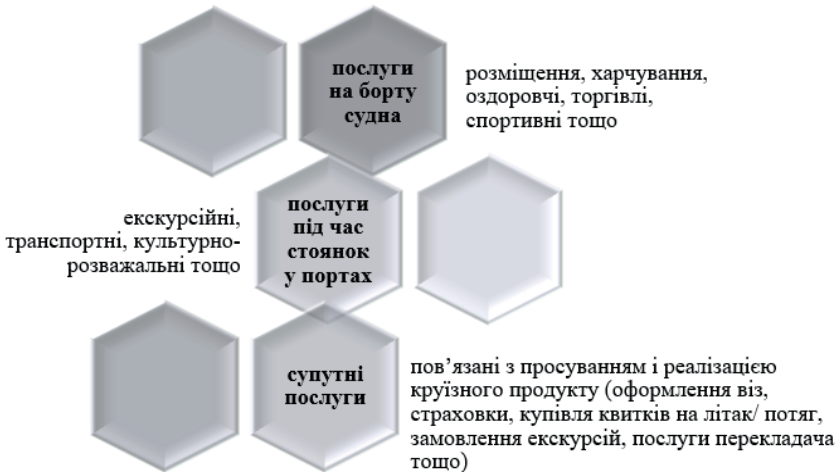 послуги
на борту
судна
розміщення, харчування,
оздоровчі, торгівлі,
спортивні тощо
екскурсійні,
транспортні, культурно-
розважальні тощо
послуги
під час
стоянок
у портах
супутні
послуги
пов’язані з просуванням і реалізацією
круїзного продукту (оформлення віз,
страховки, купівля квитків на літак/ потяг,
замовлення екскурсій, послуги перекладача
тощо)